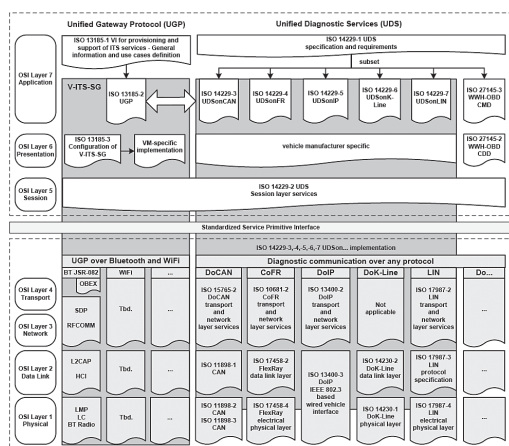 Unified Gateway Protocol (UGP)
Unified Diagnostic Services (UDS)
OSI Layer 7
Application
ISO 13185-1 VI for provisioning and
support of ITS services - General
information and use cases definition
ISO 14229-1 UDS
specification and requirements
subset
V-ITS-SG
ISO 13185-2
UGP
ISO 14229-3
UDSonCAN
ISO 14229-4
UDSonFR
ISO 14229-5
UDSonIP
ISO 14229-6
UDSonK-
Line
ISO 14229-7
UDSonLIN
ISO 27145-3
WWH-OBD
CMD
OSI Layer 6
Presentation
ISO 13185-3
Configuration of
V-ITS-SG
VM-specific
implementation
vehicle manufacturer specific
ISO 27145-2
WWH-OBD
CDD
OSI Layer 5
Session
ISO 14229-2 UDS
Session layer services
Standardized Service Primitive Interface
ISO 14229-3,-4,-5,-6,-7 UDSon... implementation
UGP over Bluetooth and WiFi
Diagnostic communication over any protocol
BT JSR-082
WiFi
...
DoCAN
CoFR
DoIP
DoK-Line
LIN
Do...
OSI Layer 4
Transport
OSI Layer 3
Network
OBEX
SDP
RFCOMM
Tbd.
...
ISO 15765-2
DoCAN
transport
and
network
layer services
ISO 10681-2
CoFR
transport
and
network
layer services
ISO 13400-2
DoIP
transport
and
network
layer services
Not
applicable
ISO 17987-2
LIN
transport
and
network
layer services
...
OSI Layer 2
Data Link
L2CAP
HCI
Tbd.
...
ISO 11898-1
CAN
ISO 17458-2
FlexRay
data link layer
ISO 13400-3
DoIP
IEEE 802.3
based
wired vehicle
interface
ISO 14230-2
DoK-Line
data link layer
ISO 17987-3
LIN
protocol
specification
...
OSI Layer 1
Physical
LMP
LC
BT Radio
Tbd.
...
ISO 11898-2
CAN
ISO 11898-3
CAN
ISO 17458-4
FlexRay
electrical
physical layer
ISO 14230-1
DoK-Line
physical layer
ISO 17987-4
LIN
electrical
physical layer
...